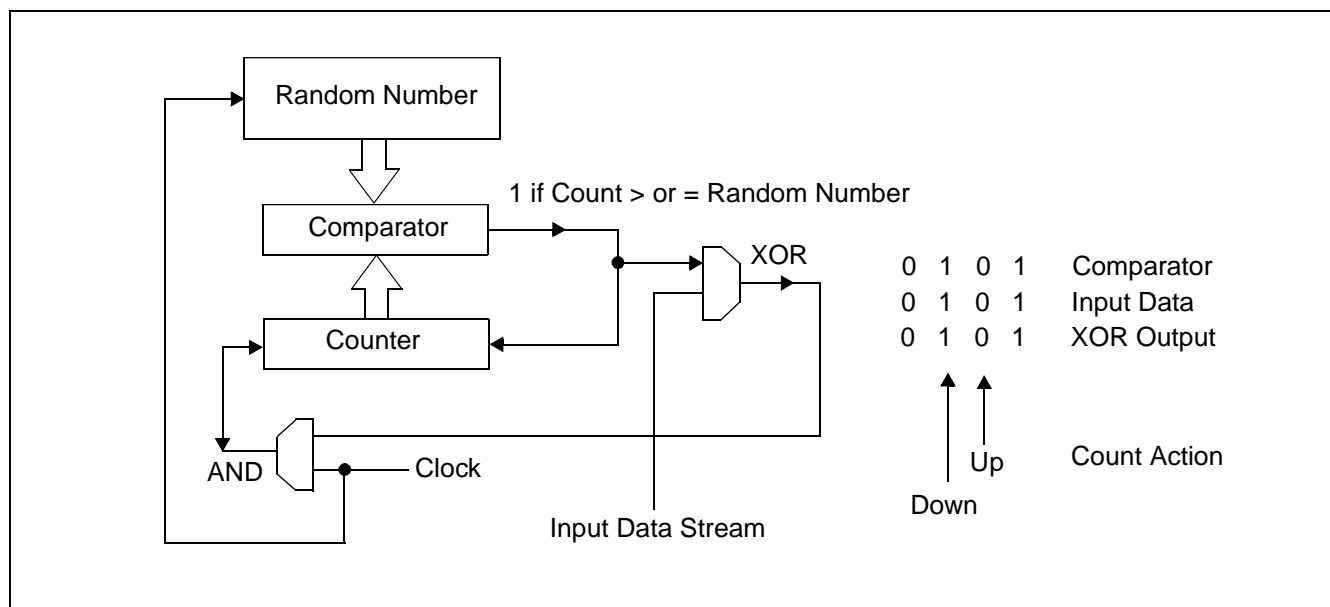 Random Number
1 if Count > or = Random Number
Comparator
XOR
Counter
AND
Clock
Input Data Stream
0 1 0 1 Comparator
0 1 0 1 Input Data
0 1 0 1 XOR Output
Up
Count Action
Down